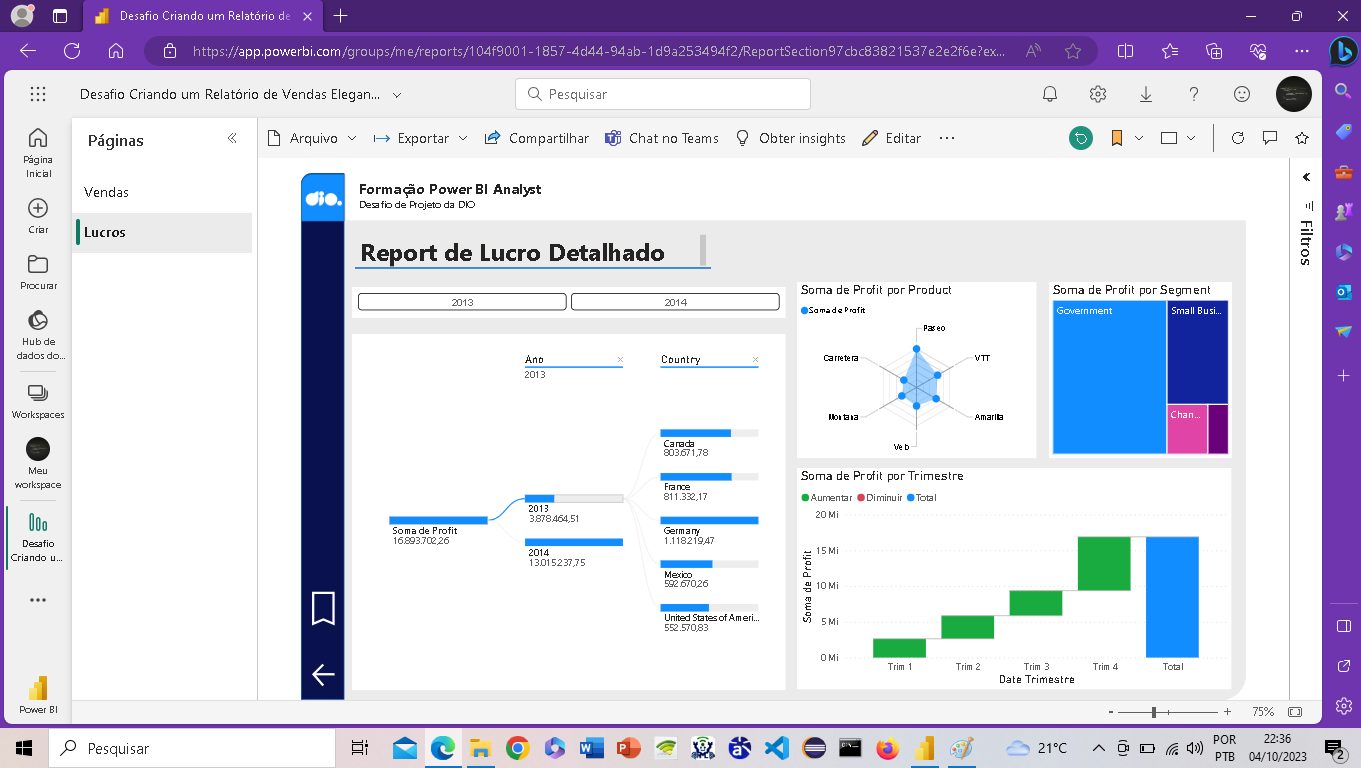 Desafio Criando um Relatório de
https://app.powerbi.com/groups/me/reports/104f9001-1857-4d44-94ab-1d9a253494f2/ReportSection97cbc83821537e2e2f6e?ex...
Desafio Criando um Relatório de Vendas Elegan...
Pesquisar
Página Inicial
Criar
Procurar
Hub de dados do...
Workspaces
Meu workspace
Desafio Criando u...
Power BI
Páginas
Vendas
Lucros
Arquivo
Exportar
Compartilhar
Chat no Teams
Obter insights
Editar
Filtros
dio.
Formação Power BI Analyst
Desafio de Projeto da DIO
Report de Lucro Detalhado
2013
2014
Ano
2013
Country
Soma de Profit
16.893.702,26
2013
3.878.464,51
2014
13.015.237,75
Canada
803.671,78
France
811.332,17
Germany
1.118.219,47
Mexico
592.670,26
United States of Ameri...
552.570,83
Soma de Profit por Product
Soma de Profit
Paseo
Carretera
VTT
Montana
Amarilla
Velo
Soma de Profit por Segment
Government
Small Busi...
Chan...
Soma de Profit por Trimestre
Aumentar
Diminuir
Total
Soma de Profit
20 Mi
15 Mi
10 Mi
5 Mi
0 Mi
Trim 1
Trim 2
Trim 3
Trim 4
Total
Date Trimestre
- + 75%
Pesquisar
21°C
POR
PTB
22:36
04/10/2023
2